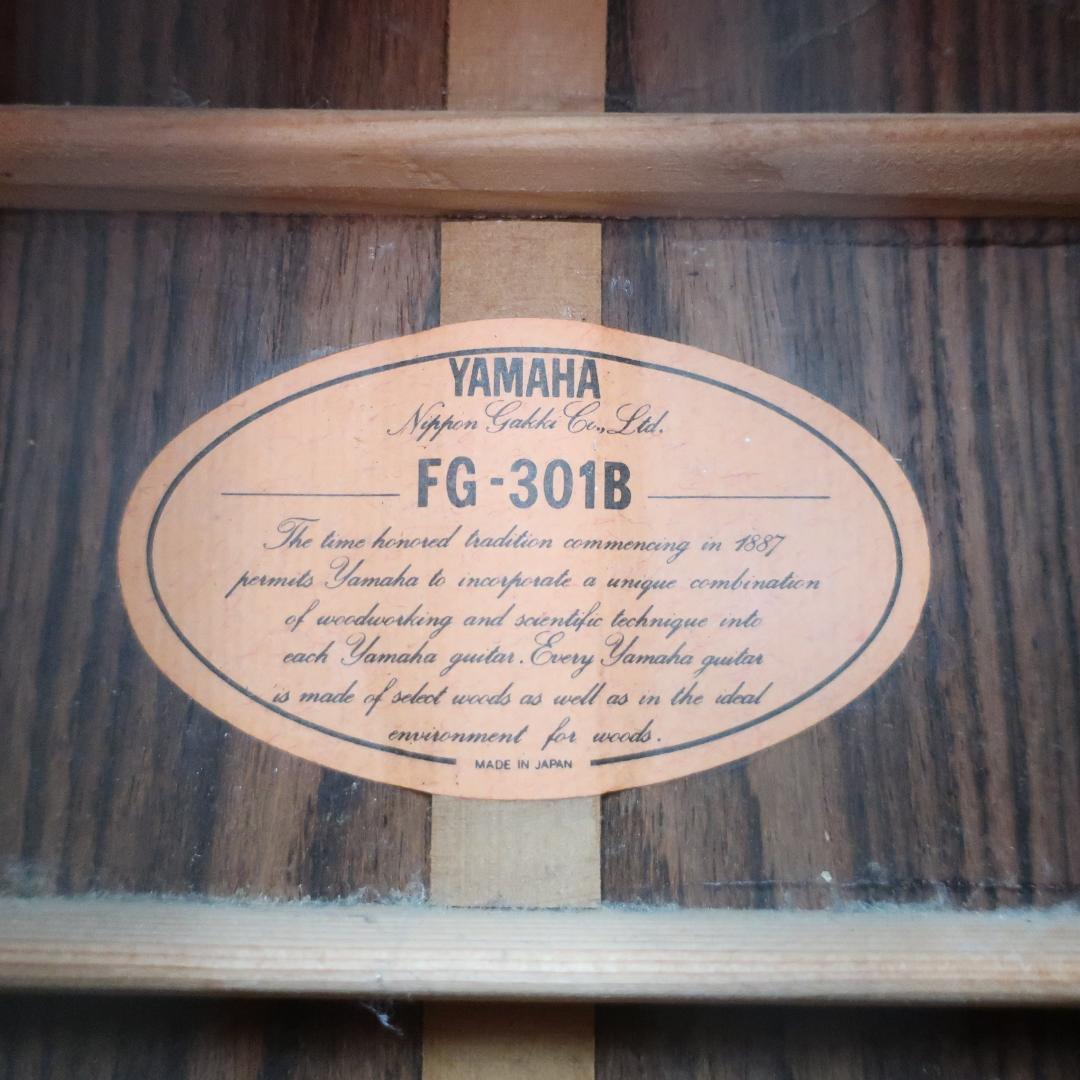 YAMAHA
Nippon Gakki Co., Ltd.
FG-301B
The time honored tradition commencing in 1887
permits Yamaha to incorporate a unique combination
of woodworking and scientific technique into
each Yamaha guitar. Every Yamaha guitar
is made of select woods as well as in the ideal
environment for woods.
MADE IN JAPAN